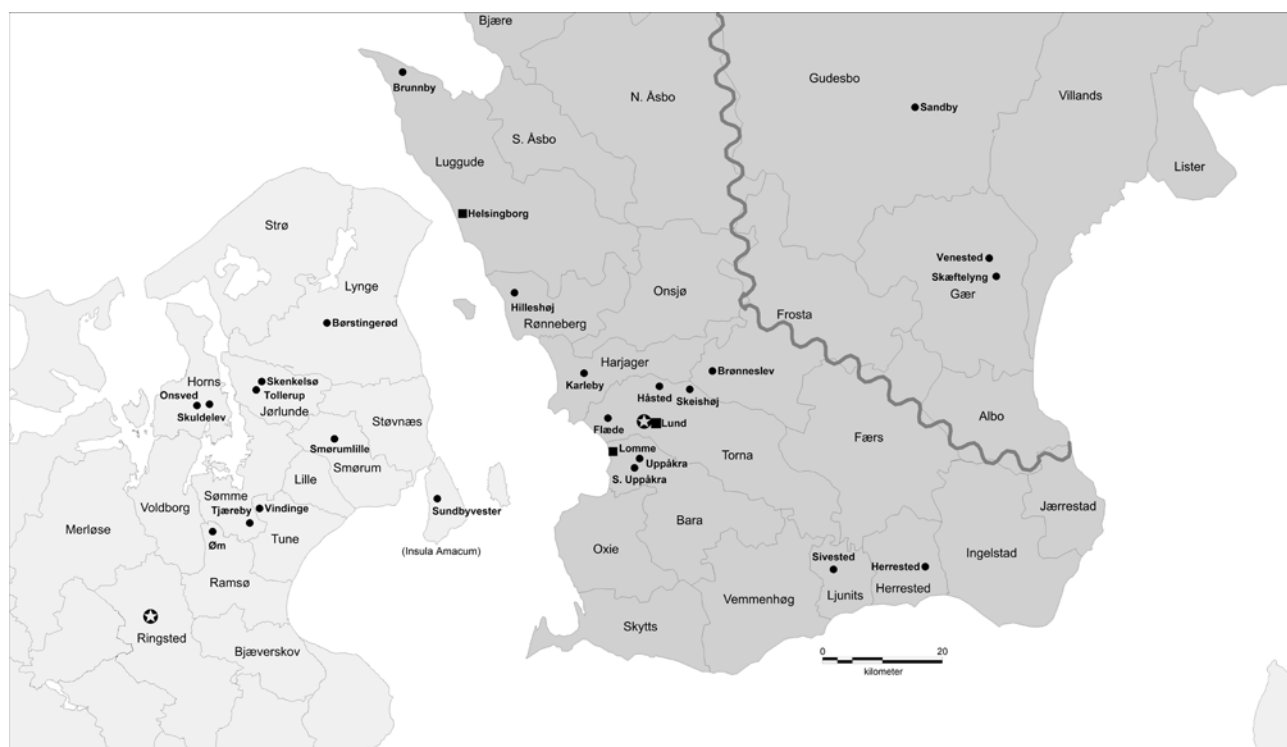 Bjære
Brunnby
Gudesbo
N. Åsbo
Villands
Sandby
S. Åsbo
Luggude
Lister
Helsingborg
Strø
Venested
Skæftelyng
Gær
Lynge
Onsjø
Hilleshøj
Rønneberg
Frosta
Børstingerød
Harjager
Brønneslev
Karleby
Horns
Skenkelsø
Tollerup
Onsved
Skuldelev
Jørlunde
Håsted
Skeishøj
Albo
Støvnæs
Flæde
Lund
Færs
Smørumlille
Smørum
Lomme
Uppåkra
S. Uppåkra
Torna
Lille
Sømme
Voldborg
Tjæreby
Vindinge
Sundbyvester
Jærrestad
Merløse
Øm
Tune
Bara
(Insula Amacum)
Oxie
Ingelstad
Sivested
Herrested
Ramsø
Ljunits
Herrested
Vemmenhøg
Ringsted
Skytts
Bjæverskov
0 20
kilometer